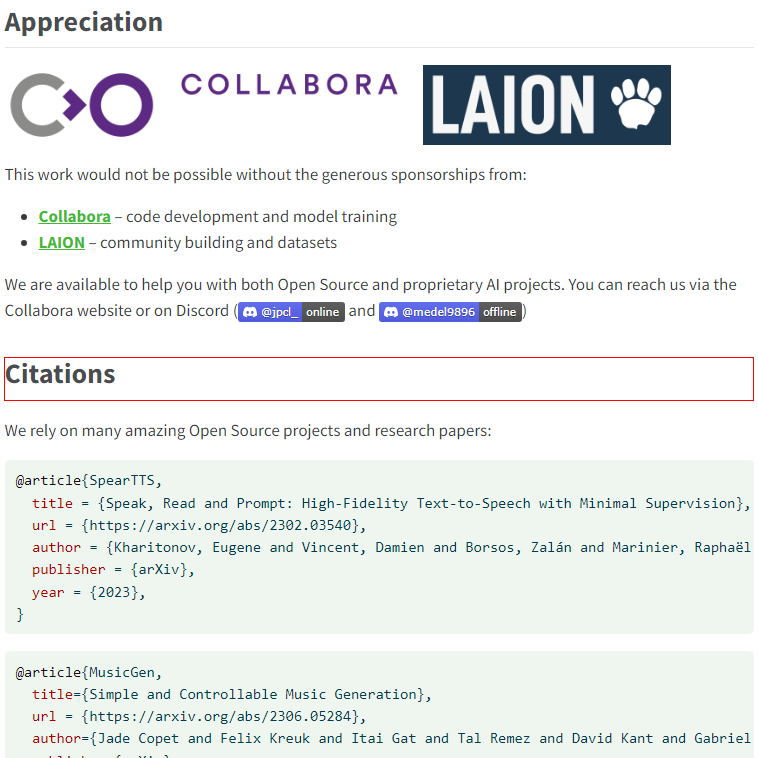 Appreciation
COLLABORA LAION
This work would not be possible without the generous sponsorships from:
Collabora – code development and model training
LAION – community building and datasets
We are available to help you with both Open Source and proprietary AI projects. You can reach us via the
Collabora website or on Discord (@jpcl_ online and @medel9896 offline)
Citations
We rely on many amazing Open Source projects and research papers:
@article{SpearTTS,
title = {Speak, Read and Prompt: High-Fidelity Text-to-Speech with Minimal Supervision},
url = {https://arxiv.org/abs/2302.03540},
author = {Kharitonov, Eugene and Vincent, Damien and Borsos, Zalán and Marinier, Raphaël
publisher = {arXiv},
year = {2023},
}
@article{MusicGen,
title={Simple and Controllable Music Generation},
url = {https://arxiv.org/abs/2306.05284},
author={Jade Copet and Felix Kreuk and Itai Gat and Tal Remez and David Kant and Gabriel